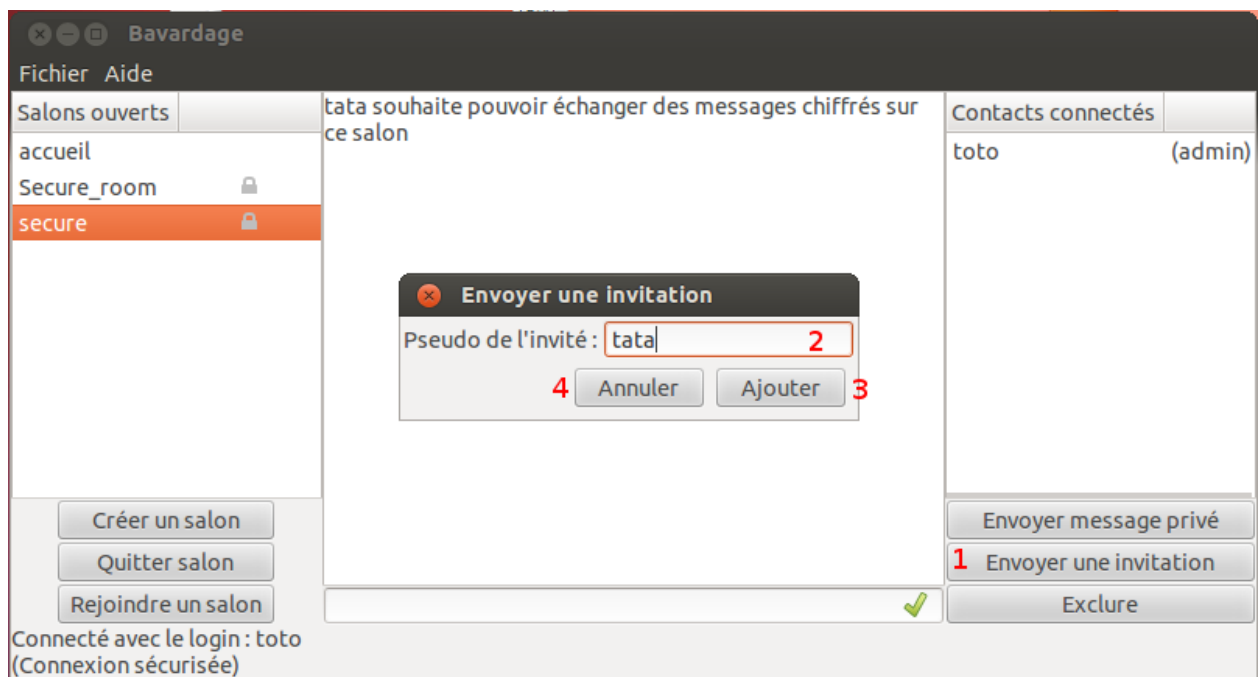 Bavardage
Fichier Aide
Salons ouverts
accueil
Secure_room
secure
tata souhaite pouvoir échanger des messages chiffrés sur
ce salon
Contacts connectés
toto (admin)
Envoyer une invitation
Pseudo de l'invité : tata 2
4 Annuler Ajouter 3
Créer un salon
Quitter salon
Rejoindre un salon
Envoyer message privé
1 Envoyer une invitation
Exclure
Connecté avec le login : toto
(Connexion sécurisée)